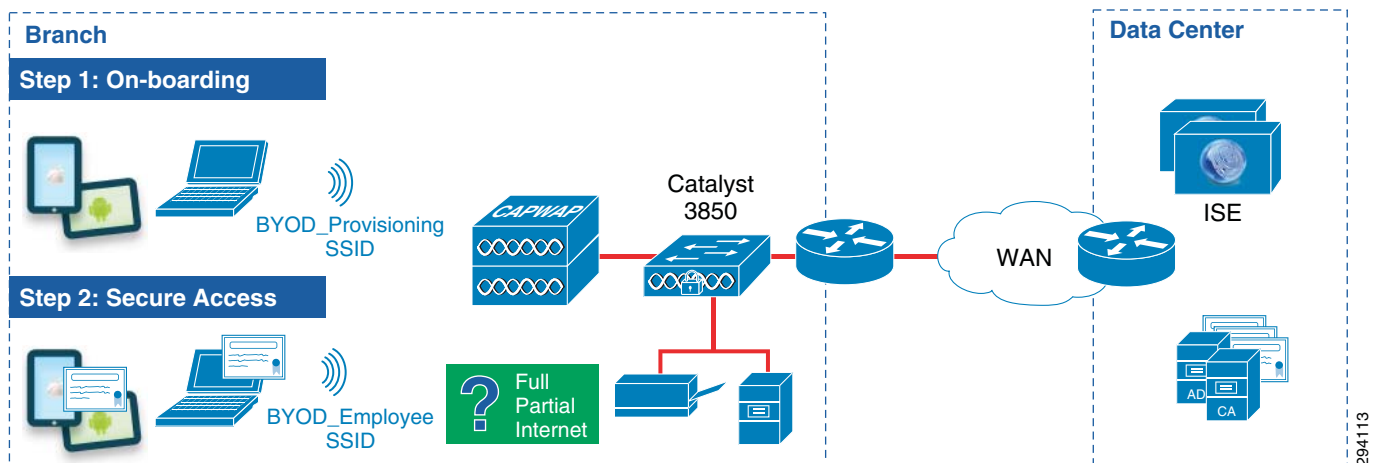 Branch
Step 1: On-boarding
BYOD_Provisioning
SSID
Step 2: Secure Access
BYOD_Employee
SSID
CAPWAP
Catalyst
3850
?
Full
Partial
Internet
WAN
Data Center
ISE
AD
CA
294113